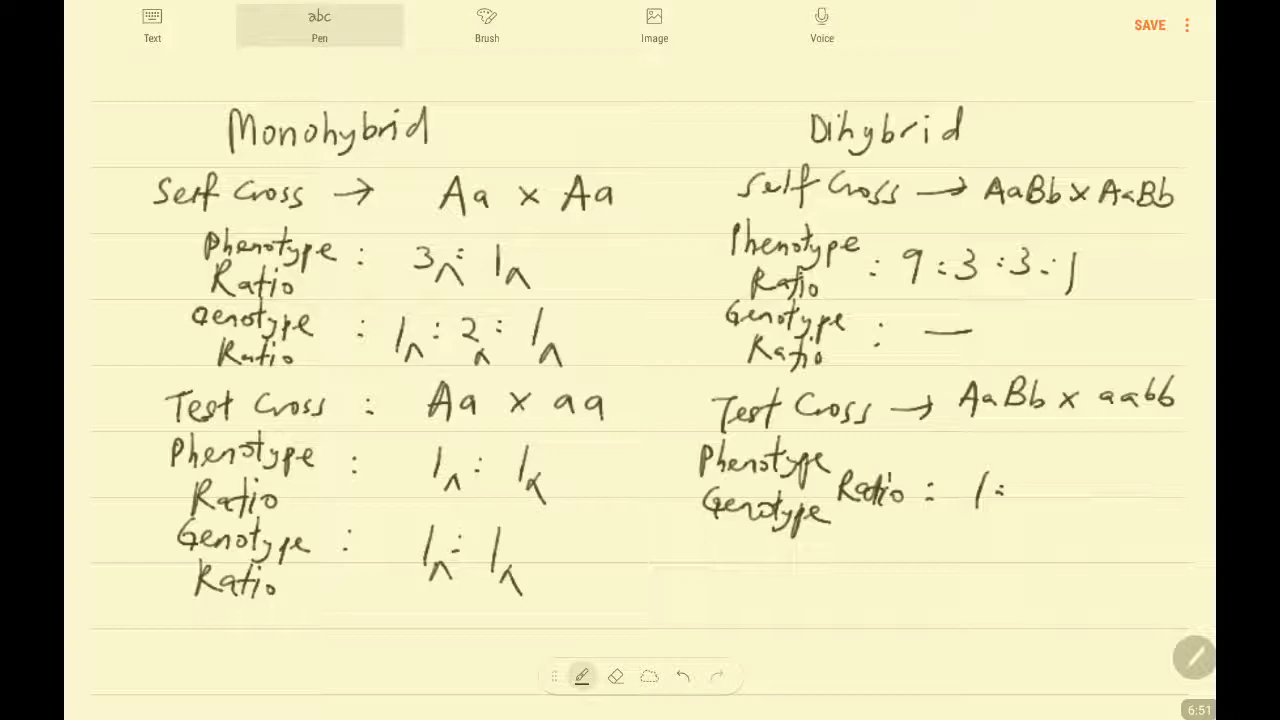 Text
abc
Pen
Brush
Image
Voice
SAVE
Monohybrid
Self Cross → Aa × Aa
Phenotype Ratio : 3 : 1
Genotype Ratio : 1 : 2 : 1
Test Cross : Aa × aa
Phenotype Ratio : 1 : 1
Genotype Ratio : 1 : 1
Dihybrid
Self Cross → AaBb × AaBb
Phenotype Ratio : 9 : 3 : 3 : 1
Genotype Ratio : —
Test Cross → AaBb × aabb
Phenotype
Genotype Ratio : 1 :
6:51